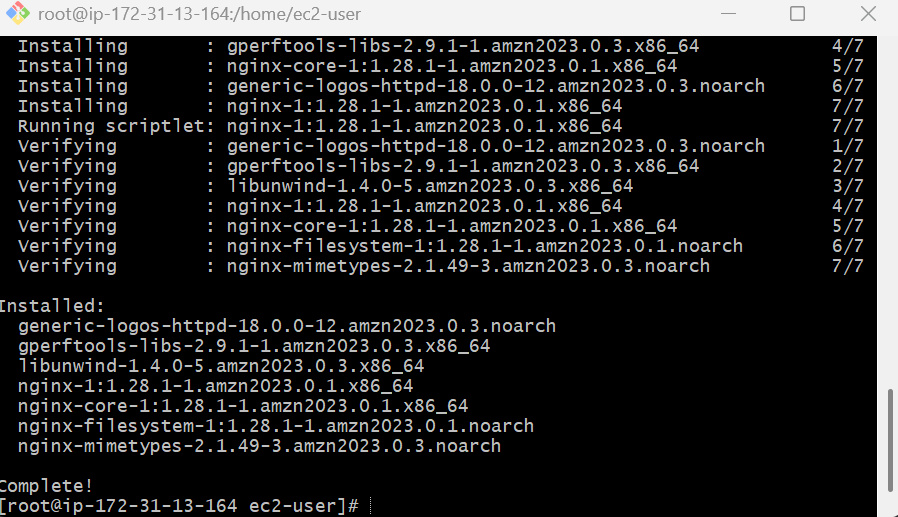 root@ip-172-31-13-164:/home/ec2-user
Installing : gperftools-libs-2.9.1-1.amzn2023.0.3.x86_64 4/7
Installing : nginx-core-1:1.28.1-1.amzn2023.0.1.x86_64 5/7
Installing : generic-logos-httpd-18.0.0-12.amzn2023.0.3.noarch 6/7
Installing : nginx-1:1.28.1-1.amzn2023.0.1.x86_64 7/7
Running scriptlet: nginx-1:1.28.1-1.amzn2023.0.1.x86_64 7/7
Verifying : generic-logos-httpd-18.0.0-12.amzn2023.0.3.noarch 1/7
Verifying : gperftools-libs-2.9.1-1.amzn2023.0.3.x86_64 2/7
Verifying : libunwind-1.4.0-5.amzn2023.0.3.x86_64 3/7
Verifying : nginx-1:1.28.1-1.amzn2023.0.1.x86_64 4/7
Verifying : nginx-core-1:1.28.1-1.amzn2023.0.1.x86_64 5/7
Verifying : nginx-filesystem-1:1.28.1-1.amzn2023.0.1.noarch 6/7
Verifying : nginx-mimetypes-2.1.49-3.amzn2023.0.3.noarch 7/7
Installed:
generic-logos-httpd-18.0.0-12.amzn2023.0.3.noarch
gperftools-libs-2.9.1-1.amzn2023.0.3.x86_64
libunwind-1.4.0-5.amzn2023.0.3.x86_64
nginx-1:1.28.1-1.amzn2023.0.1.x86_64
nginx-core-1:1.28.1-1.amzn2023.0.1.x86_64
nginx-filesystem-1:1.28.1-1.amzn2023.0.1.noarch
nginx-mimetypes-2.1.49-3.amzn2023.0.3.noarch
Complete!
[root@ip-172-31-13-164 ec2-user]#